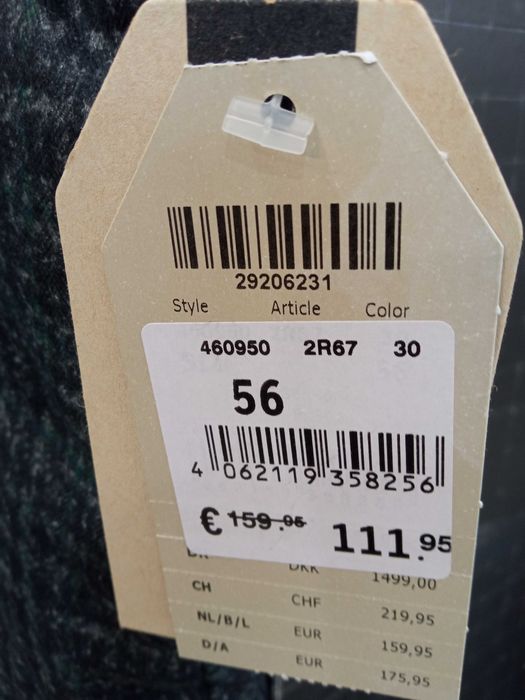 29206231
Style Article Color
460950 2R67 30
56
4 062119 358256
€ 159.95 111.95
DKK 1499,00
CH CHF 219,95
NL/B/L EUR 159,95
D/A EUR 175,95